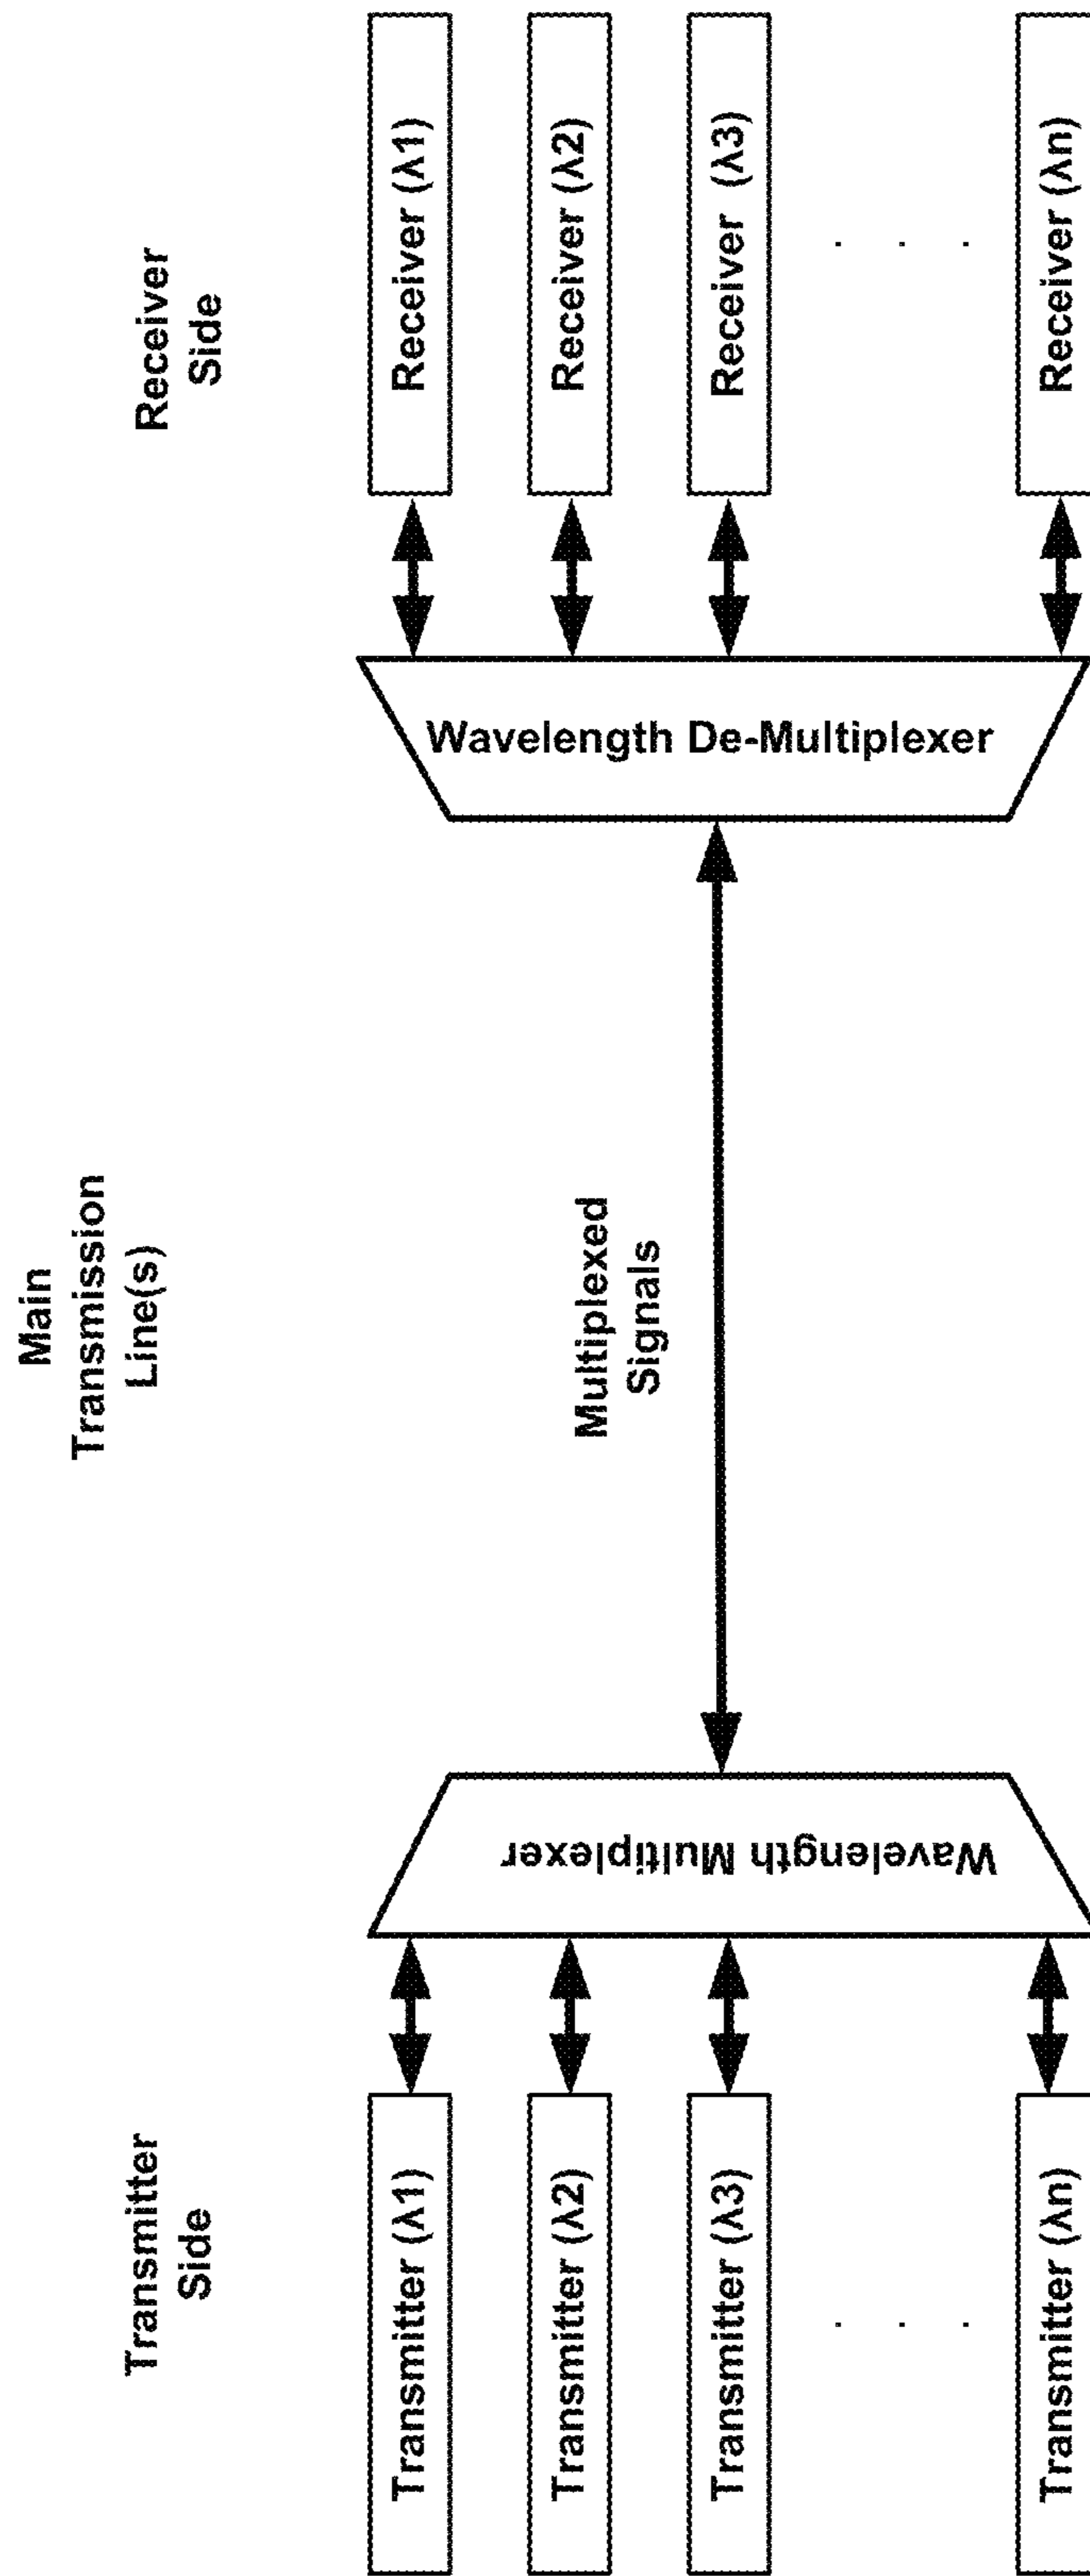 Transmitter
Side
Main
Transmission
Line(s)
Receiver
Side
Transmitter (λ1)
Transmitter (λ2)
Transmitter (λ3)
. . .
Transmitter (λn)
Wavelength Multiplexer
Multiplexed
Signals
Wavelength De-Multiplexer
Receiver (λ1)
Receiver (λ2)
Receiver (λ3)
. . .
Receiver (λn)